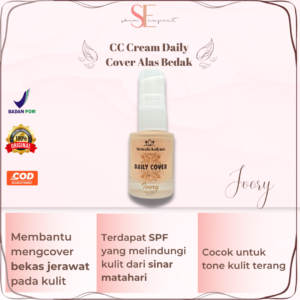 SE
CC Cream Daily
Cover Alas Bedak
BADAN POM
100%
ORIGINAL
COD
DAILY COVER
Ivory
Ivory
Membantu
mengcover
bekas jerawat
pada kulit
Terdapat SPF
yang melindungi
kulit dari sinar
matahari
Cocok untuk
tone kulit terang